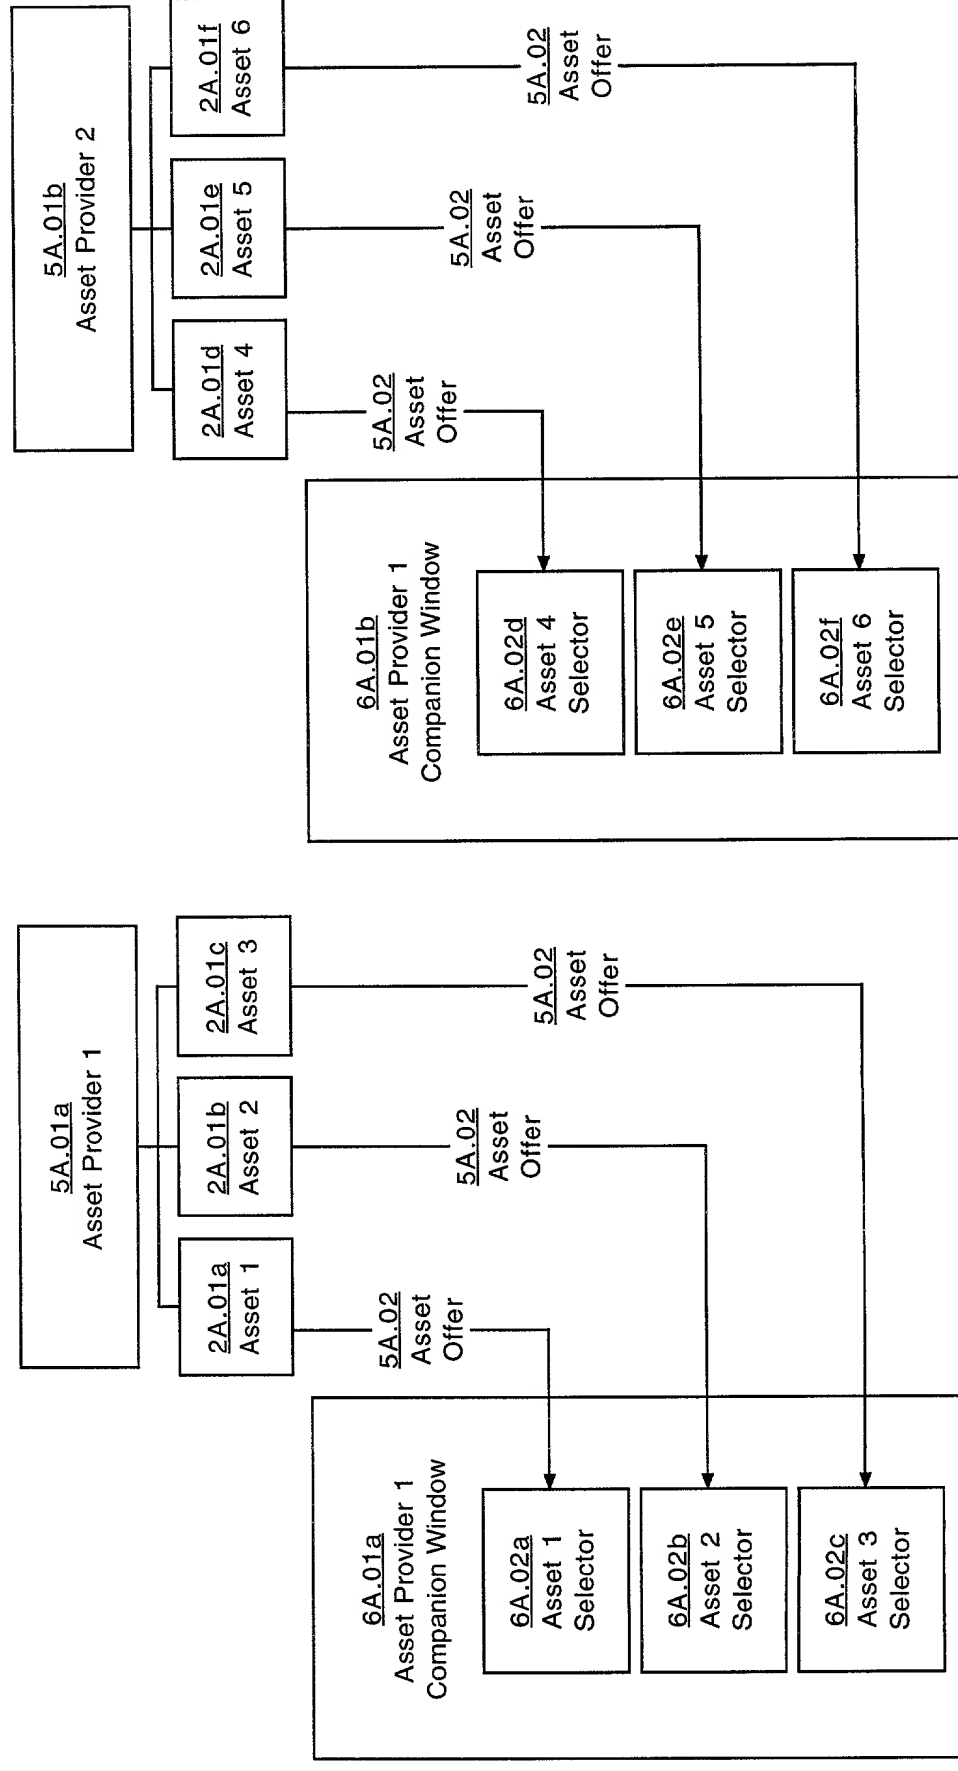 5A.01a
Asset Provider 1
2A.01a
Asset 1
2A.01b
Asset 2
2A.01c
Asset 3
5A.02
Asset
Offer
5A.02
Asset
Offer
5A.02
Asset
Offer
6A.01a
Asset Provider 1
Companion Window
6A.02a
Asset 1
Selector
6A.02b
Asset 2
Selector
6A.02c
Asset 3
Selector
5A.01b
Asset Provider 2
2A.01d
Asset 4
2A.01e
Asset 5
2A.01f
Asset 6
5A.02
Asset
Offer
5A.02
Asset
Offer
5A.02
Asset
Offer
6A.01b
Asset Provider 1
Companion Window
6A.02d
Asset 4
Selector
6A.02e
Asset 5
Selector
6A.02f
Asset 6
Selector